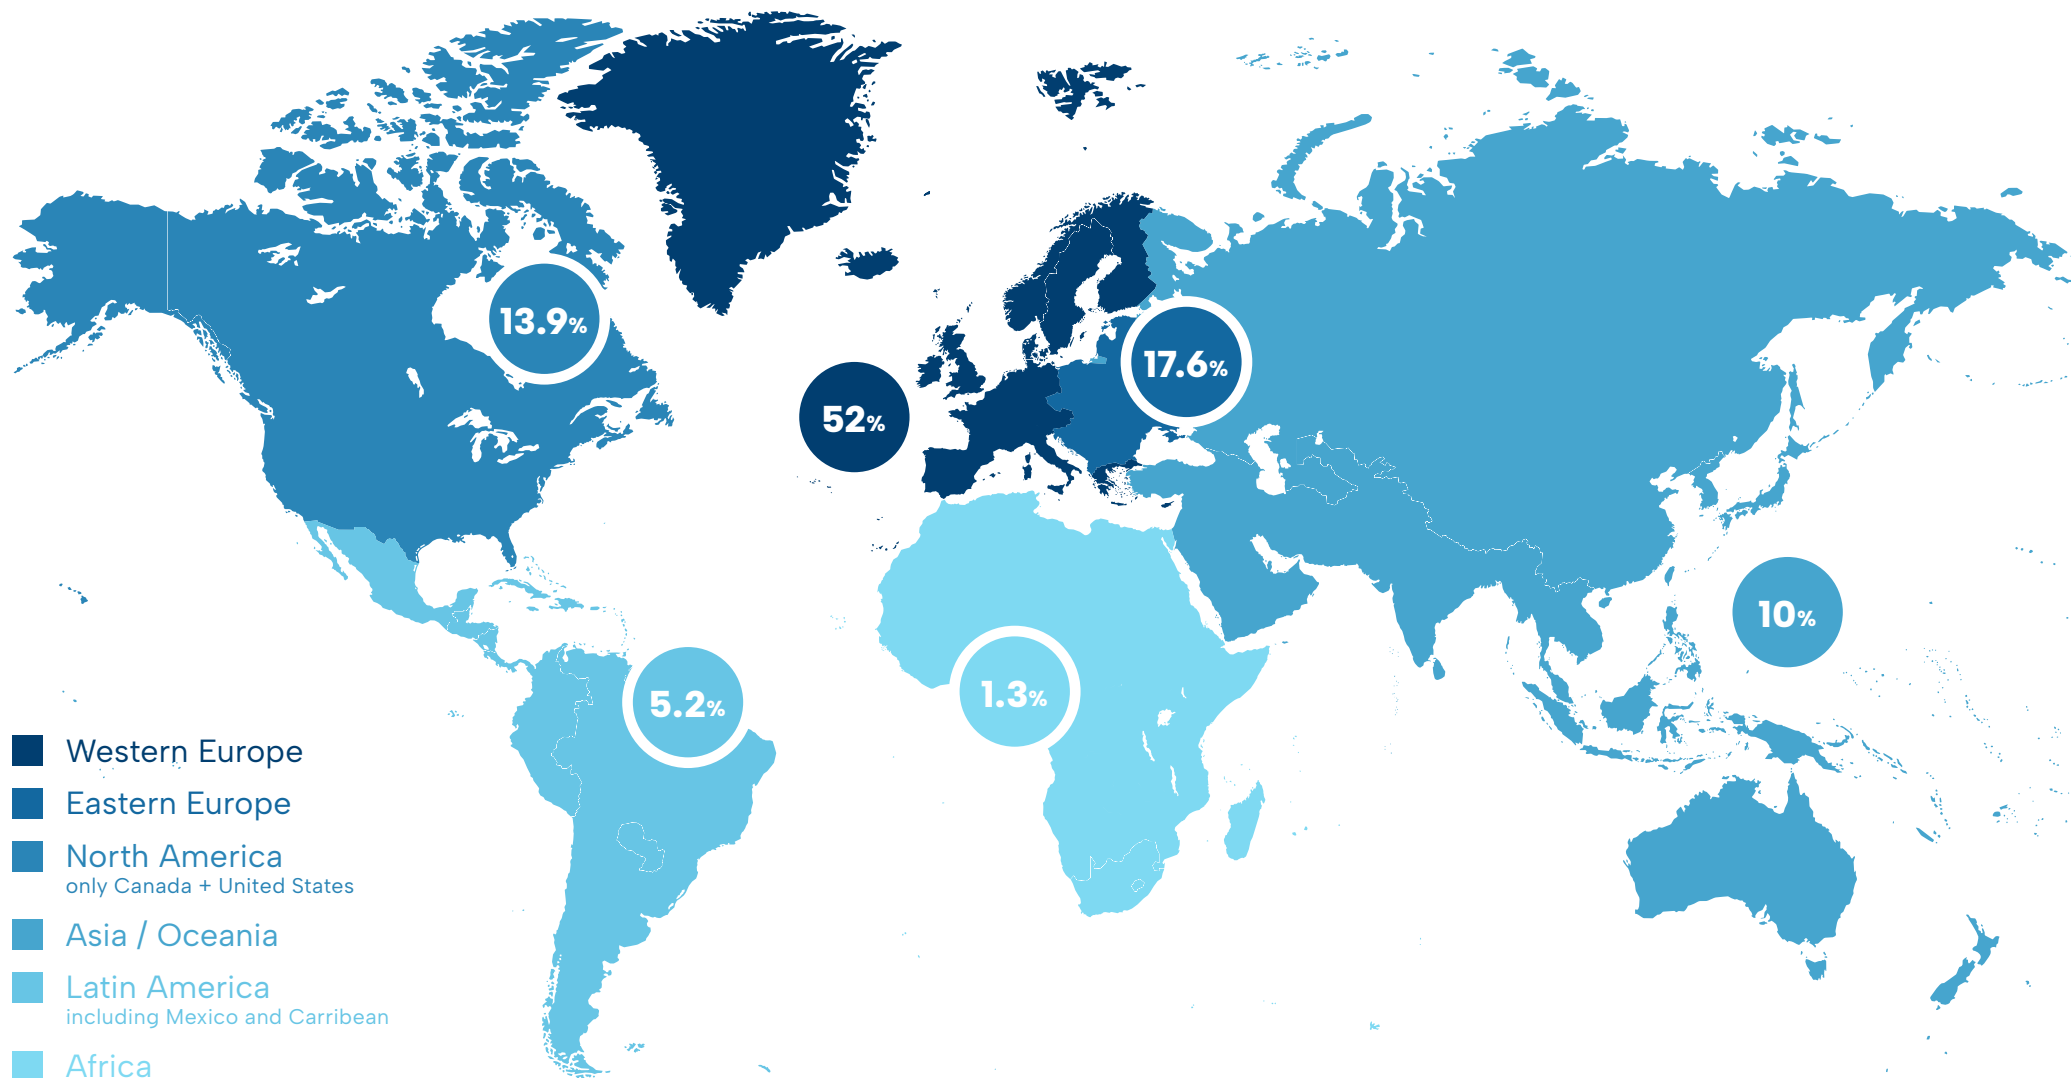 13.9%
17.6%
52%
10%
5.2%
1.3%
Western Europe
Eastern Europe
North America
only Canada + United States
Asia / Oceania
Latin America
including Mexico and Carribean
Africa